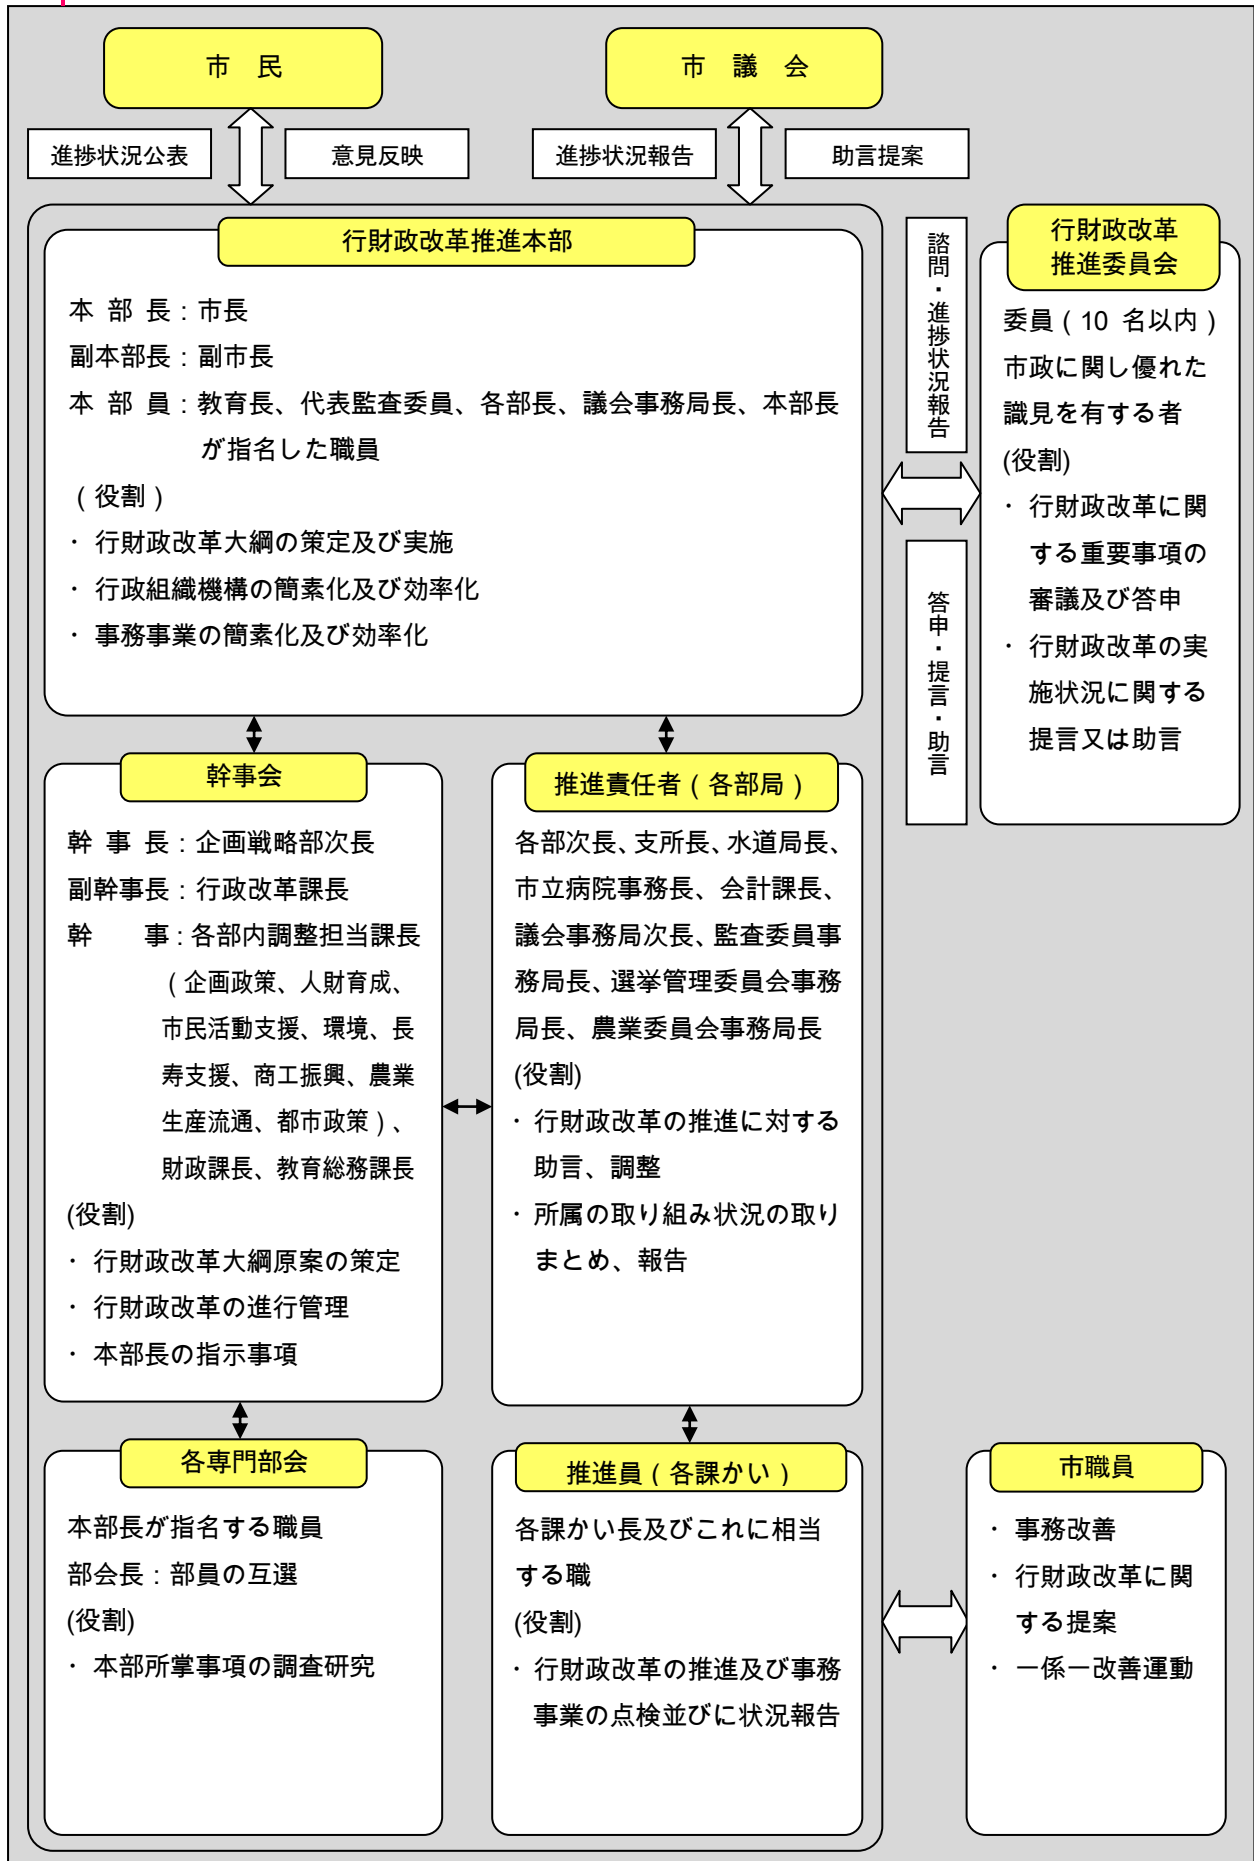 市　民
市　議　会
進捗状況公表
意見反映
進捗状況報告
助言提案
行財政改革推進本部
本 部 長：市長
副本部長：副市長
本 部 員：教育長、代表監査委員、各部長、議会事務局長、本部長
が指名した職員
（役割）
・ 行財政改革大綱の策定及び実施
・ 行政組織機構の簡素化及び効率化
・ 事務事業の簡素化及び効率化
諮問・進捗状況報告
答申・提言・助言
行財政改革
推進委員会
委員（10 名以内）
市政に関し優れた
識見を有する者
(役割)
・ 行財政改革に関
する重要事項の
審議及び答申
・ 行財政改革の実
施状況に関する
提言又は助言
幹事会
幹 事 長：企画戦略部次長
副幹事長：行政改革課長
幹　　事：各部内調整担当課長
（企画政策、人財育成、
市民活動支援、環境、長
寿支援、商工振興、農業
生産流通、都市政策）、
財政課長、教育総務課長
(役割)
・ 行財政改革大綱原案の策定
・ 行財政改革の進行管理
・ 本部長の指示事項
推進責任者（各部局）
各部次長、支所長、水道局長、
市立病院事務長、会計課長、
議会事務局次長、監査委員事
務局長、選挙管理委員会事務
局長、農業委員会事務局長
(役割)
・ 行財政改革の推進に対する
助言、調整
・ 所属の取り組み状況の取り
まとめ、報告
各専門部会
本部長が指名する職員
部会長：部員の互選
(役割)
・ 本部所掌事項の調査研究
推進員（各課かい）
各課かい長及びこれに相当
する職
(役割)
・ 行財政改革の推進及び事務
事業の点検並びに状況報告
市職員
・ 事務改善
・ 行財政改革に関
する提案
・ 一係一改善運動